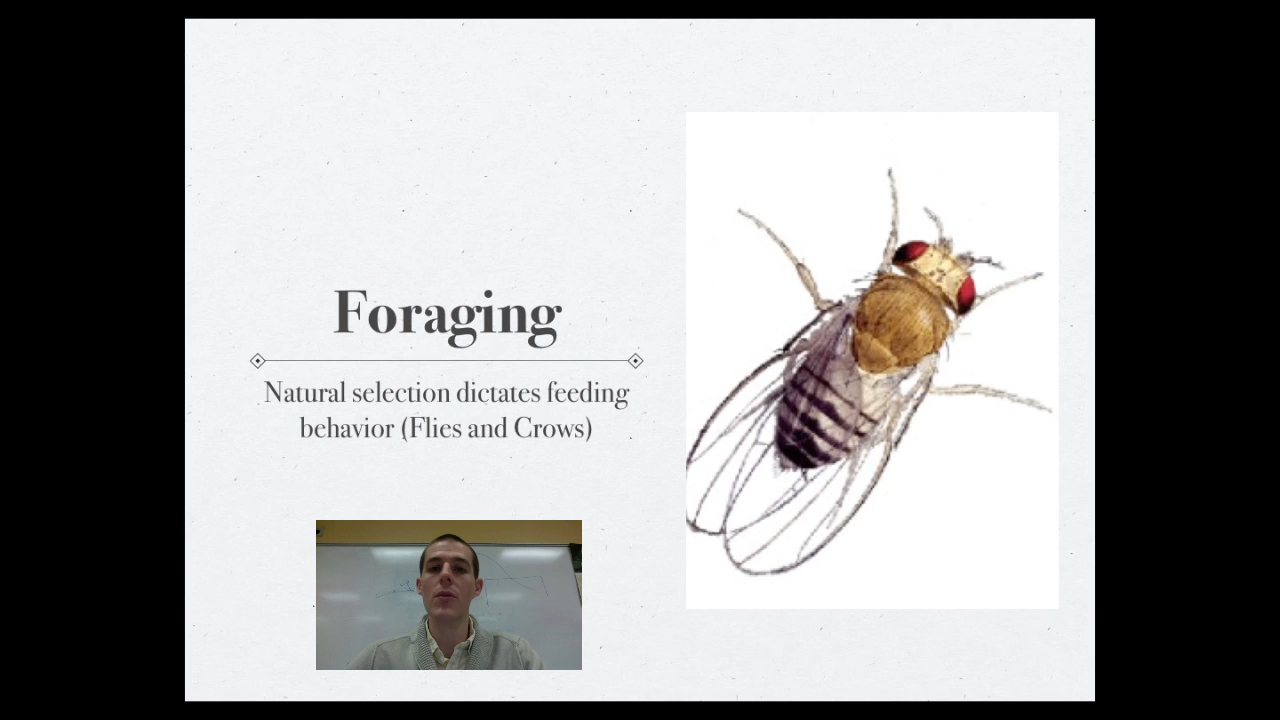 Foraging
Natural selection dictates feeding
behavior (Flies and Crows)